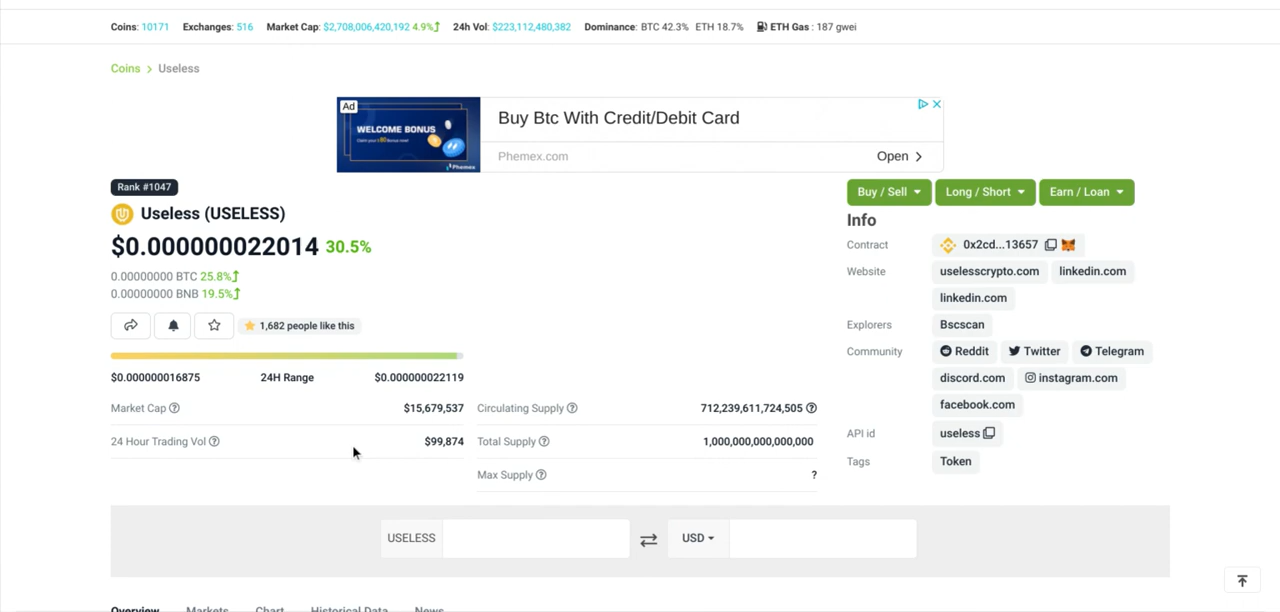 Coins: 10171 Exchanges: 516 Market Cap: $2,708,006,420,192 4.9% 24h Vol: $223,112,480,382 Dominance: BTC 42.3% ETH 18.7% ETH Gas : 187 gwei
Coins > Useless
Ad
WELCOME BONUS
Phemex
Buy Btc With Credit/Debit Card
Phemex.com Open >
Rank #1047
Useless (USELESS)
$0.000000022014 30.5%
0.00000000 BTC 25.8%
0.00000000 BNB 19.5%
1,682 people like this
$0.000000016875 24H Range $0.000000022119
Market Cap $15,679,537
24 Hour Trading Vol $99,874
Circulating Supply 712,239,611,724,505
Total Supply 1,000,000,000,000,000
Max Supply ?
Buy / Sell Long / Short Earn / Loan
Info
Contract 0x2cd...13657
Website uselesscrypto.com linkedin.com
linkedin.com
Explorers Bscscan
Community Reddit Twitter Telegram
discord.com instagram.com
facebook.com
API id useless
Tags Token
USELESS USD
Overview Markets Chart Historical Data News